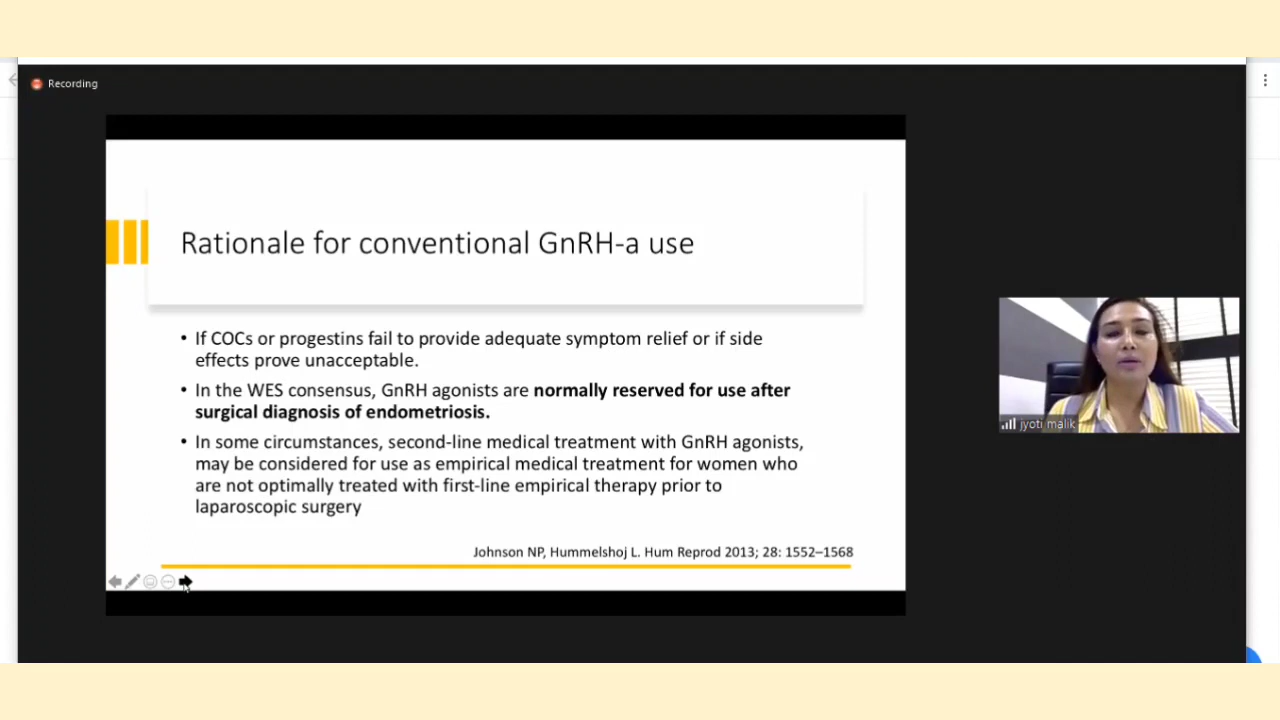 Recording
Rationale for conventional GnRH-a use
• If COCs or progestins fail to provide adequate symptom relief or if side
effects prove unacceptable.
• In the WES consensus, GnRH agonists are normally reserved for use after
surgical diagnosis of endometriosis.
• In some circumstances, second-line medical treatment with GnRH agonists,
may be considered for use as empirical medical treatment for women who
are not optimally treated with first-line empirical therapy prior to
laparoscopic surgery
Johnson NP, Hummelshoj L. Hum Reprod 2013; 28: 1552–1568
jyoti malik